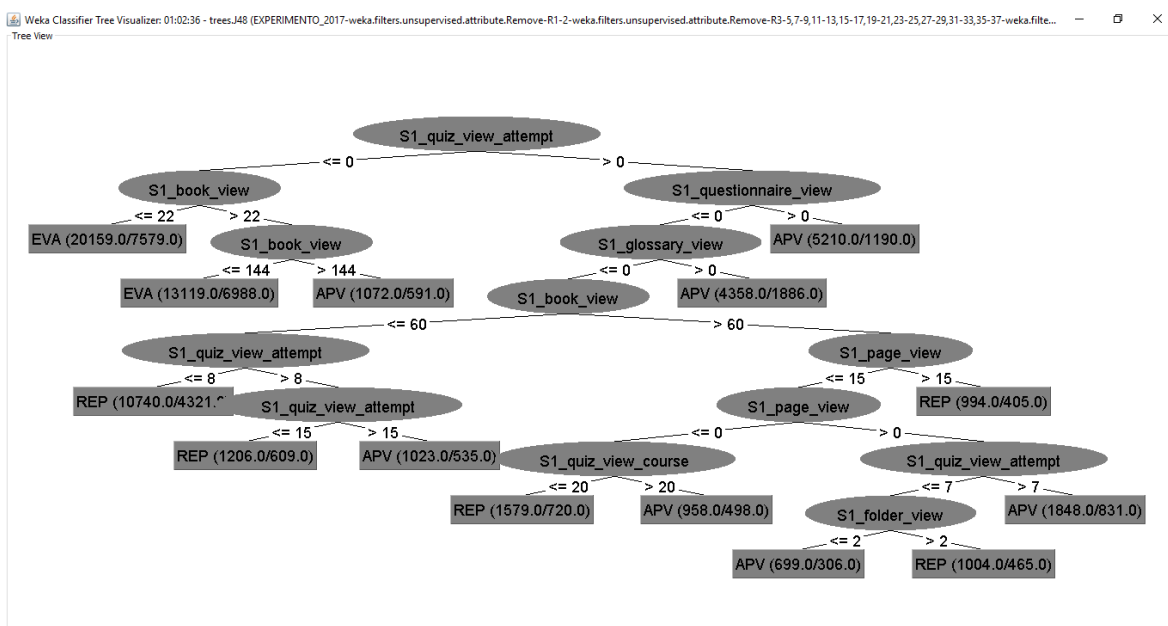 Weka Classifier Tree Visualizer: 01:02:36 - trees.J48 (EXPERIMENTO_2017-weka.filters.unsupervised.attribute.Remove-R1-2-weka.filters.unsupervised.attribute.Remove-R3-5,7-9,11-13,15-17,19-21,23-25,27-29,31-33,35-37-weka.filte...
Tree View
S1_quiz_view_attempt
<= 0 > 0
S1_book_view S1_questionnaire_view
<= 22 > 22 <= 0 > 0
EVA (20159.0/7579.0) S1_book_view S1_glossary_view APV (5210.0/1190.0)
<= 144 > 144 <= 0 > 0
EVA (13119.0/6988.0) APV (1072.0/591.0) S1_book_view APV (4358.0/1886.0)
<= 60 > 60
S1_quiz_view_attempt S1_page_view
<= 8 > 8 <= 15 > 15
REP (10740.0/4321. S1_quiz_view_attempt S1_page_view REP (994.0/405.0)
<= 15 > 15 <= 0 > 0
REP (1206.0/609.0) APV (1023.0/535.0) S1_quiz_view_course S1_quiz_view_attempt
<= 20 > 20 <= 7 > 7
REP (1579.0/720.0) APV (958.0/498.0) S1_folder_view APV (1848.0/831.0)
<= 2 > 2
APV (699.0/306.0) REP (1004.0/465.0)